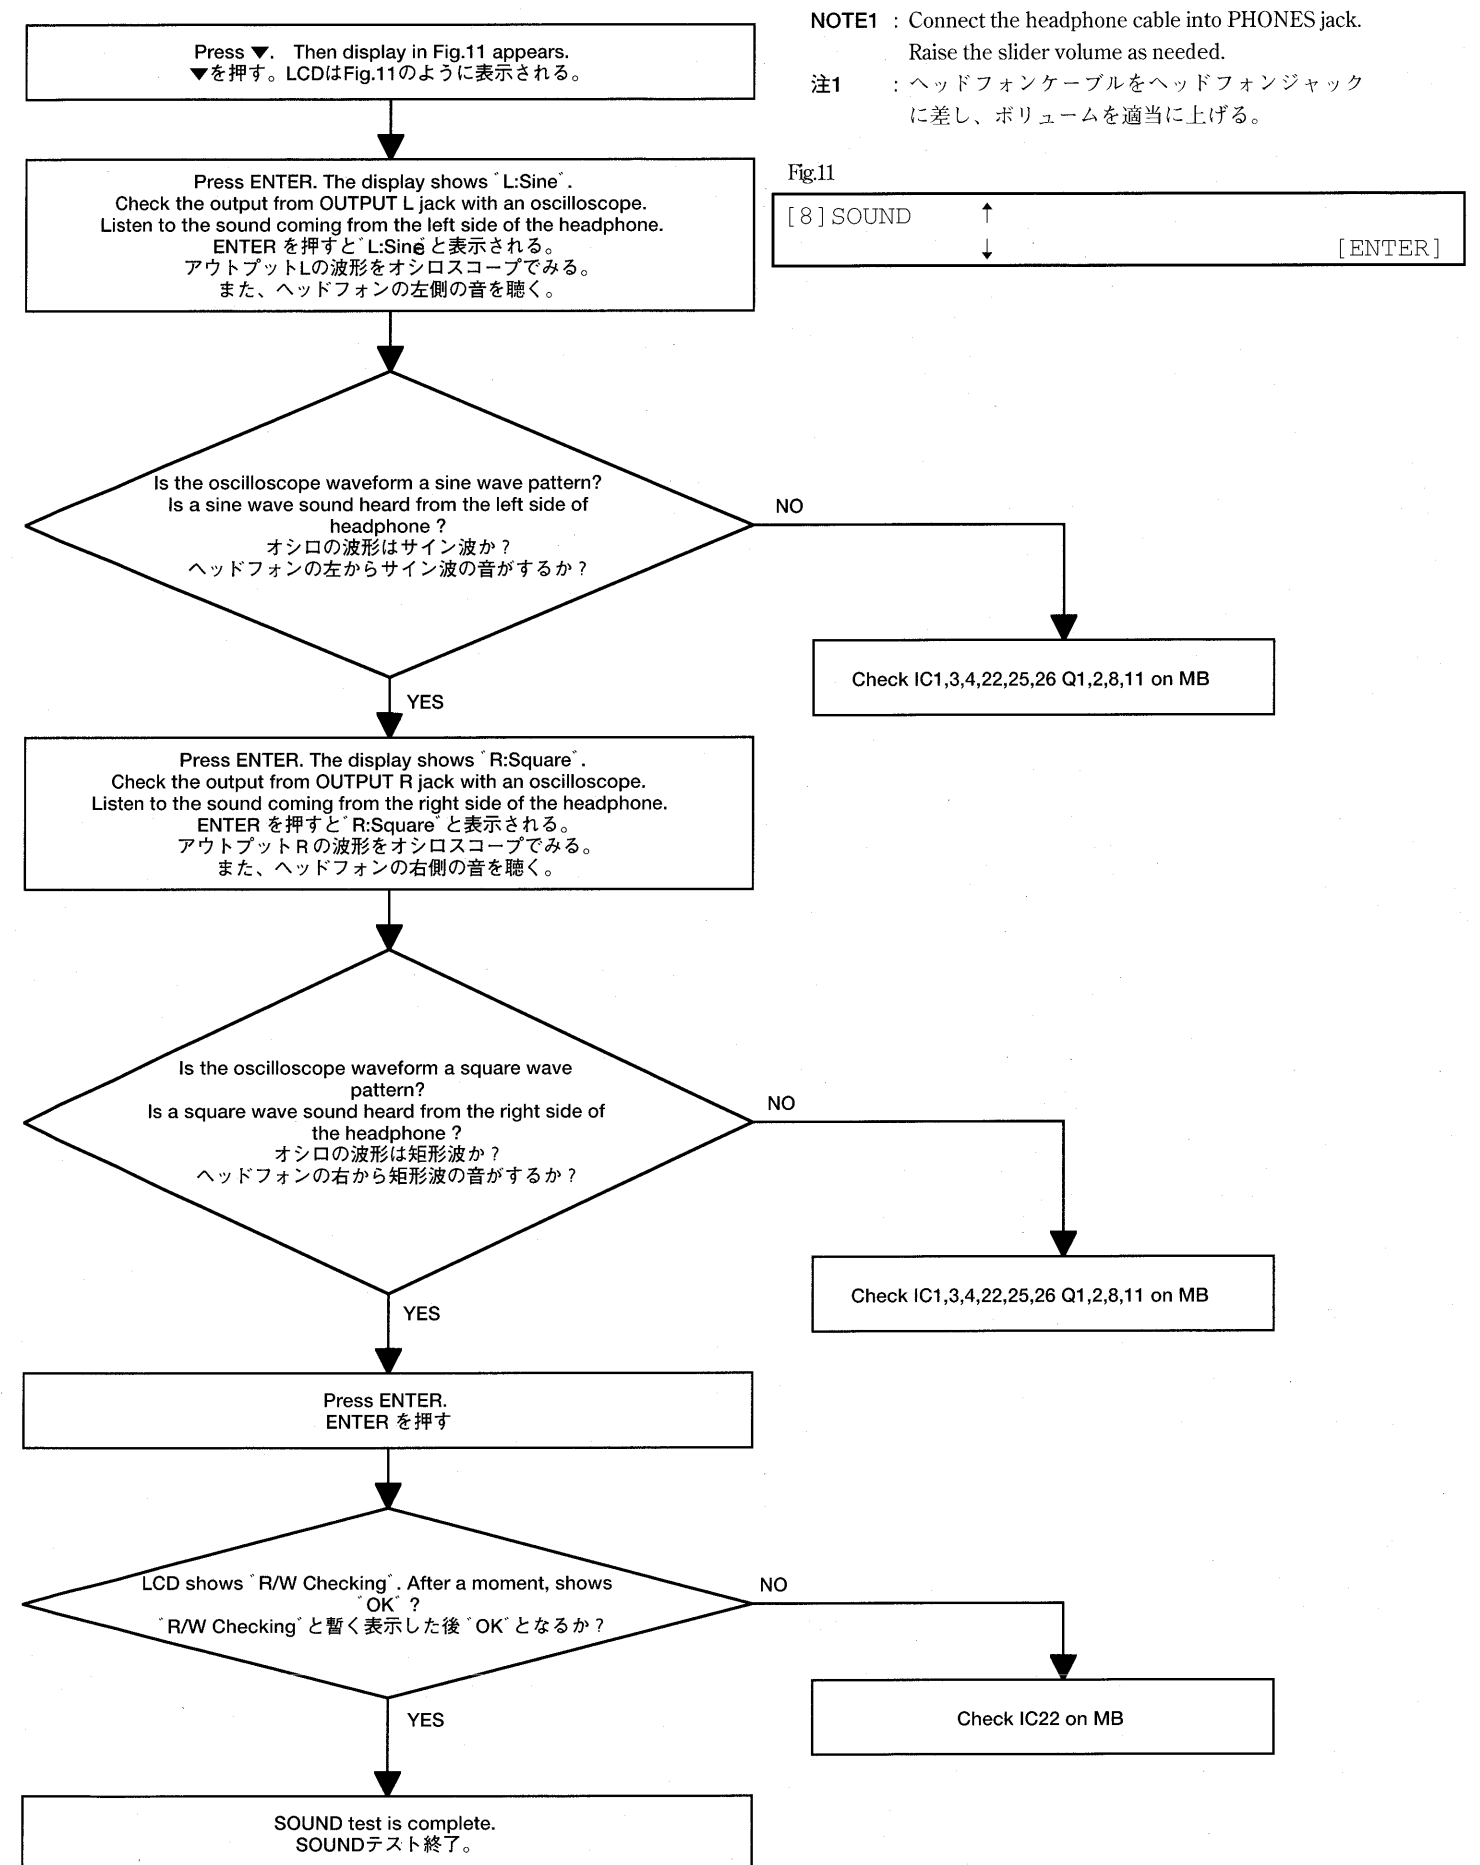 Press ▼. Then display in Fig.11 appears.
▼を押す。LCDはFig.11のように表示される。
NOTE1 : Connect the headphone cable into PHONES jack.
Raise the slider volume as needed.
注1 : ヘッドフォンケーブルをヘッドフォンジャック
に差し、ボリュームを適当に上げる。
Fig.11
[8]SOUND ↑
↓ [ENTER]
Press ENTER. The display shows ˝L:Sine˝.
Check the output from OUTPUT L jack with an oscilloscope.
Listen to the sound coming from the left side of the headphone.
ENTER を押すと˝L:Sine˝と表示される。
アウトプットLの波形をオシロスコープでみる。
また、ヘッドフォンの左側の音を聴く。
Is the oscilloscope waveform a sine wave pattern?
Is a sine wave sound heard from the left side of
headphone ?
オシロの波形はサイン波か？
ヘッドフォンの左からサイン波の音がするか？
NO
Check IC1,3,4,22,25,26 Q1,2,8,11 on MB
YES
Press ENTER. The display shows ˝R:Square˝.
Check the output from OUTPUT R jack with an oscilloscope.
Listen to the sound coming from the right side of the headphone.
ENTER を押すと˝R:Square˝と表示される。
アウトプットRの波形をオシロスコープでみる。
また、ヘッドフォンの右側の音を聴く。
Is the oscilloscope waveform a square wave
pattern?
Is a square wave sound heard from the right side of
the headphone ?
オシロの波形は矩形波か？
ヘッドフォンの右から矩形波の音がするか？
NO
Check IC1,3,4,22,25,26 Q1,2,8,11 on MB
YES
Press ENTER.
ENTER を押す
LCD shows ˝R/W Checking˝. After a moment, shows
˝OK˝ ?
˝R/W Checking˝と暫く表示した後˝OK˝となるか？
NO
Check IC22 on MB
YES
SOUND test is complete.
SOUNDテスト終了。